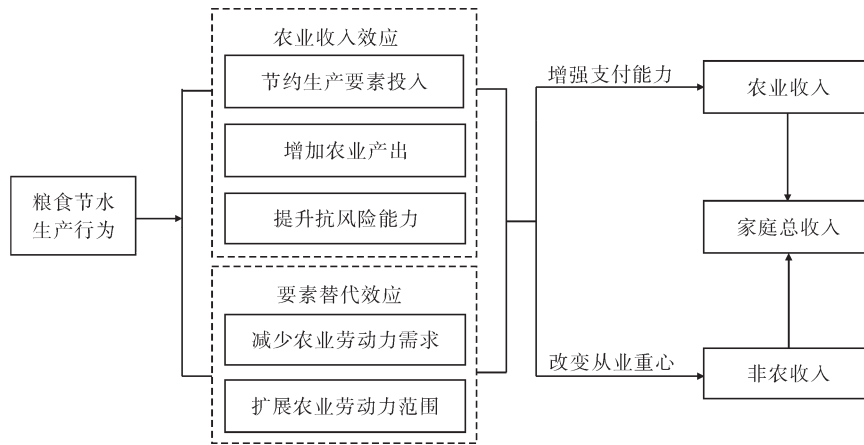 粮食节水
生产行为
农业收入效应
节约生产要素投入
增加农业产出
提升抗风险能力
要素替代效应
减少农业劳动力需求
扩展农业劳动力范围
增强支付能力
改变从业重心
农业收入
家庭总收入
非农收入